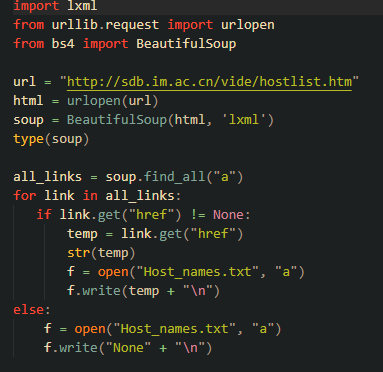 import lxml
from urllib.request import urlopen
from bs4 import BeautifulSoup
url = "http://sdb.im.ac.cn/vide/hostlist.htm"
html = urlopen(url)
soup = BeautifulSoup(html, 'lxml')
type(soup)
all_links = soup.find_all("a")
for link in all_links:
if link.get("href") != None:
temp = link.get("href")
str(temp)
f = open("Host_names.txt", "a")
f.write(temp + "\n")
else:
f = open("Host_names.txt", "a")
f.write("None" + "\n")